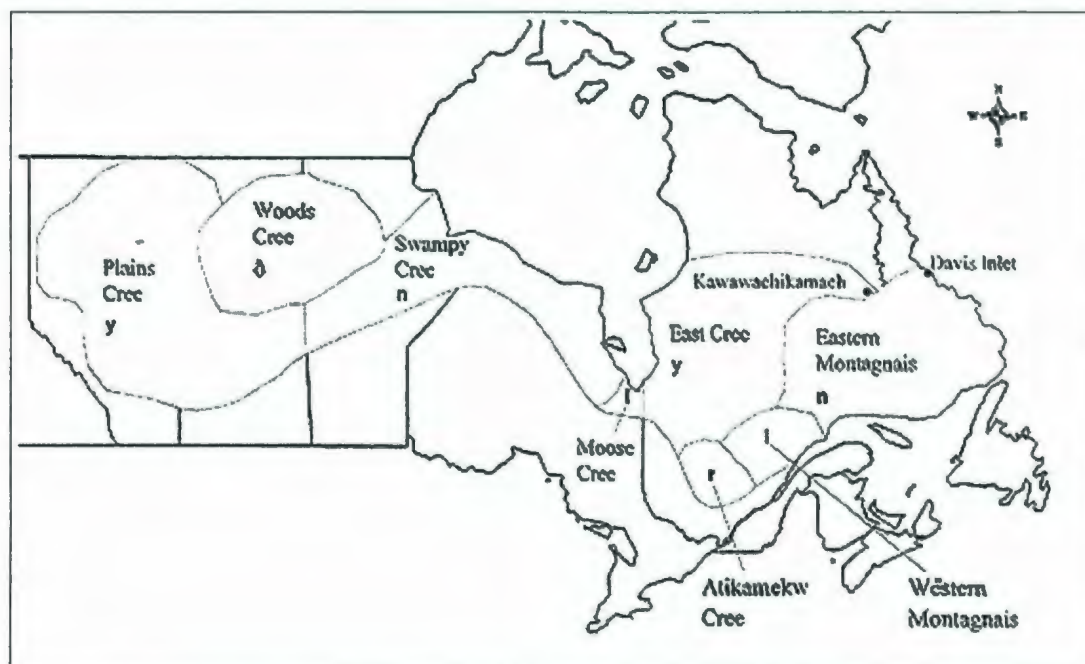 N
W E
S
Woods
Cree
ð
Swampy
Cree
n
Plains
Cree
y
Davis Inlet
Kawawachikamach
East Cree
y
Eastern
Montagnais
n
l
Moose
Cree
l
r
Atikamekw
Cree
Western
Montagnais